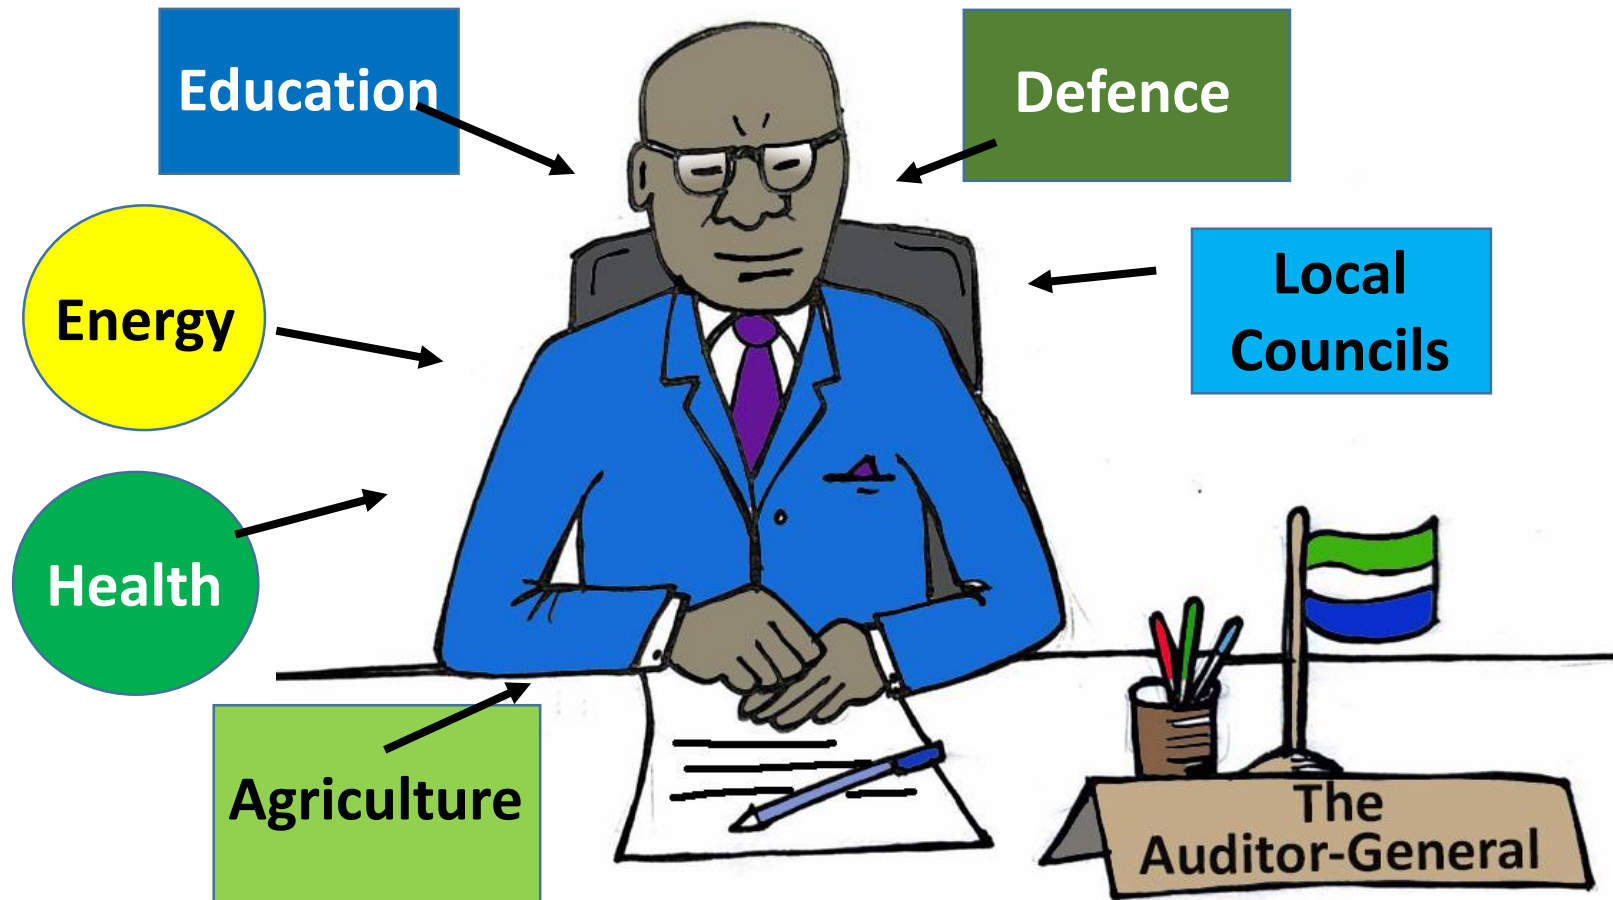 Education
Defence
Energy
Local
Councils
Health
Agriculture
The
Auditor-General